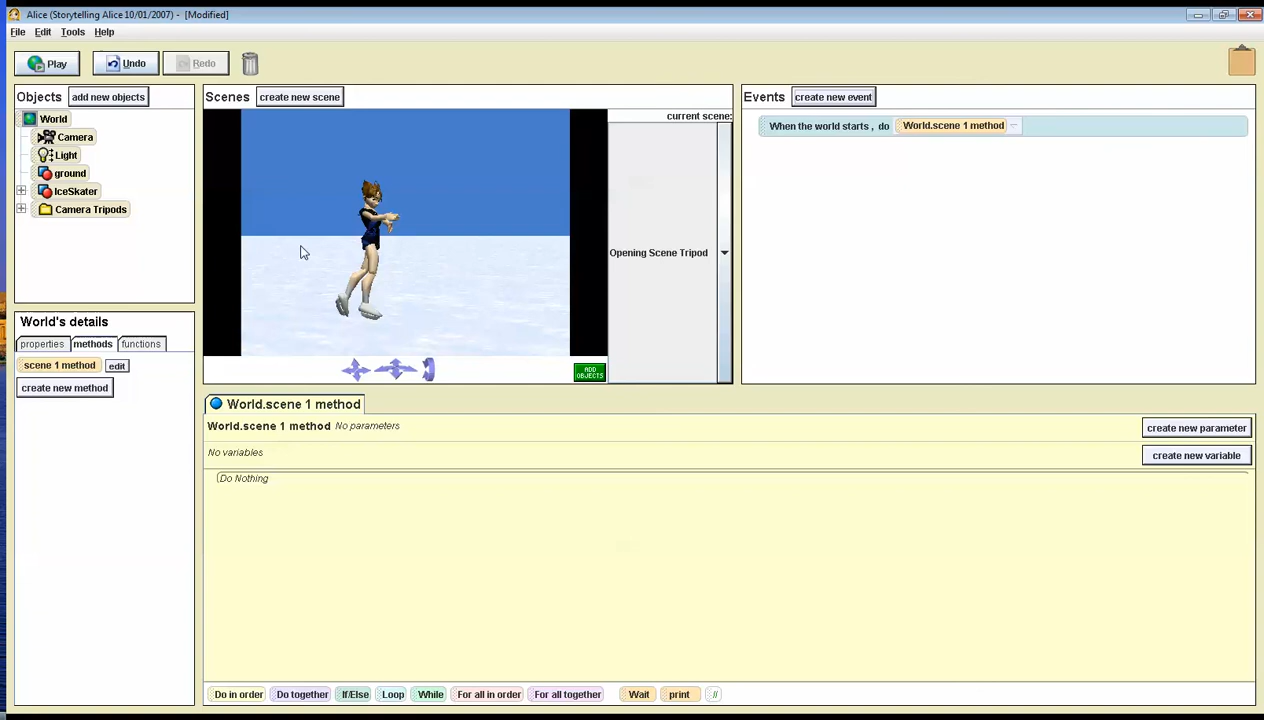 Alice (Storytelling Alice 10/01/2007) - [Modified]
File Edit Tools Help
Play Undo Redo
Objects add new objects
World
Camera
Light
ground
IceSkater
Camera Tripods
World's details
properties methods functions
scene 1 method edit
create new method
Scenes create new scene
current scene:
Opening Scene Tripod
ADD
OBJECTS
Events create new event
When the world starts , do World.scene 1 method
World.scene 1 method
World.scene 1 method No parameters
create new parameter
No variables
create new variable
Do Nothing
Do in order Do together If/Else Loop While For all in order For all together Wait print //